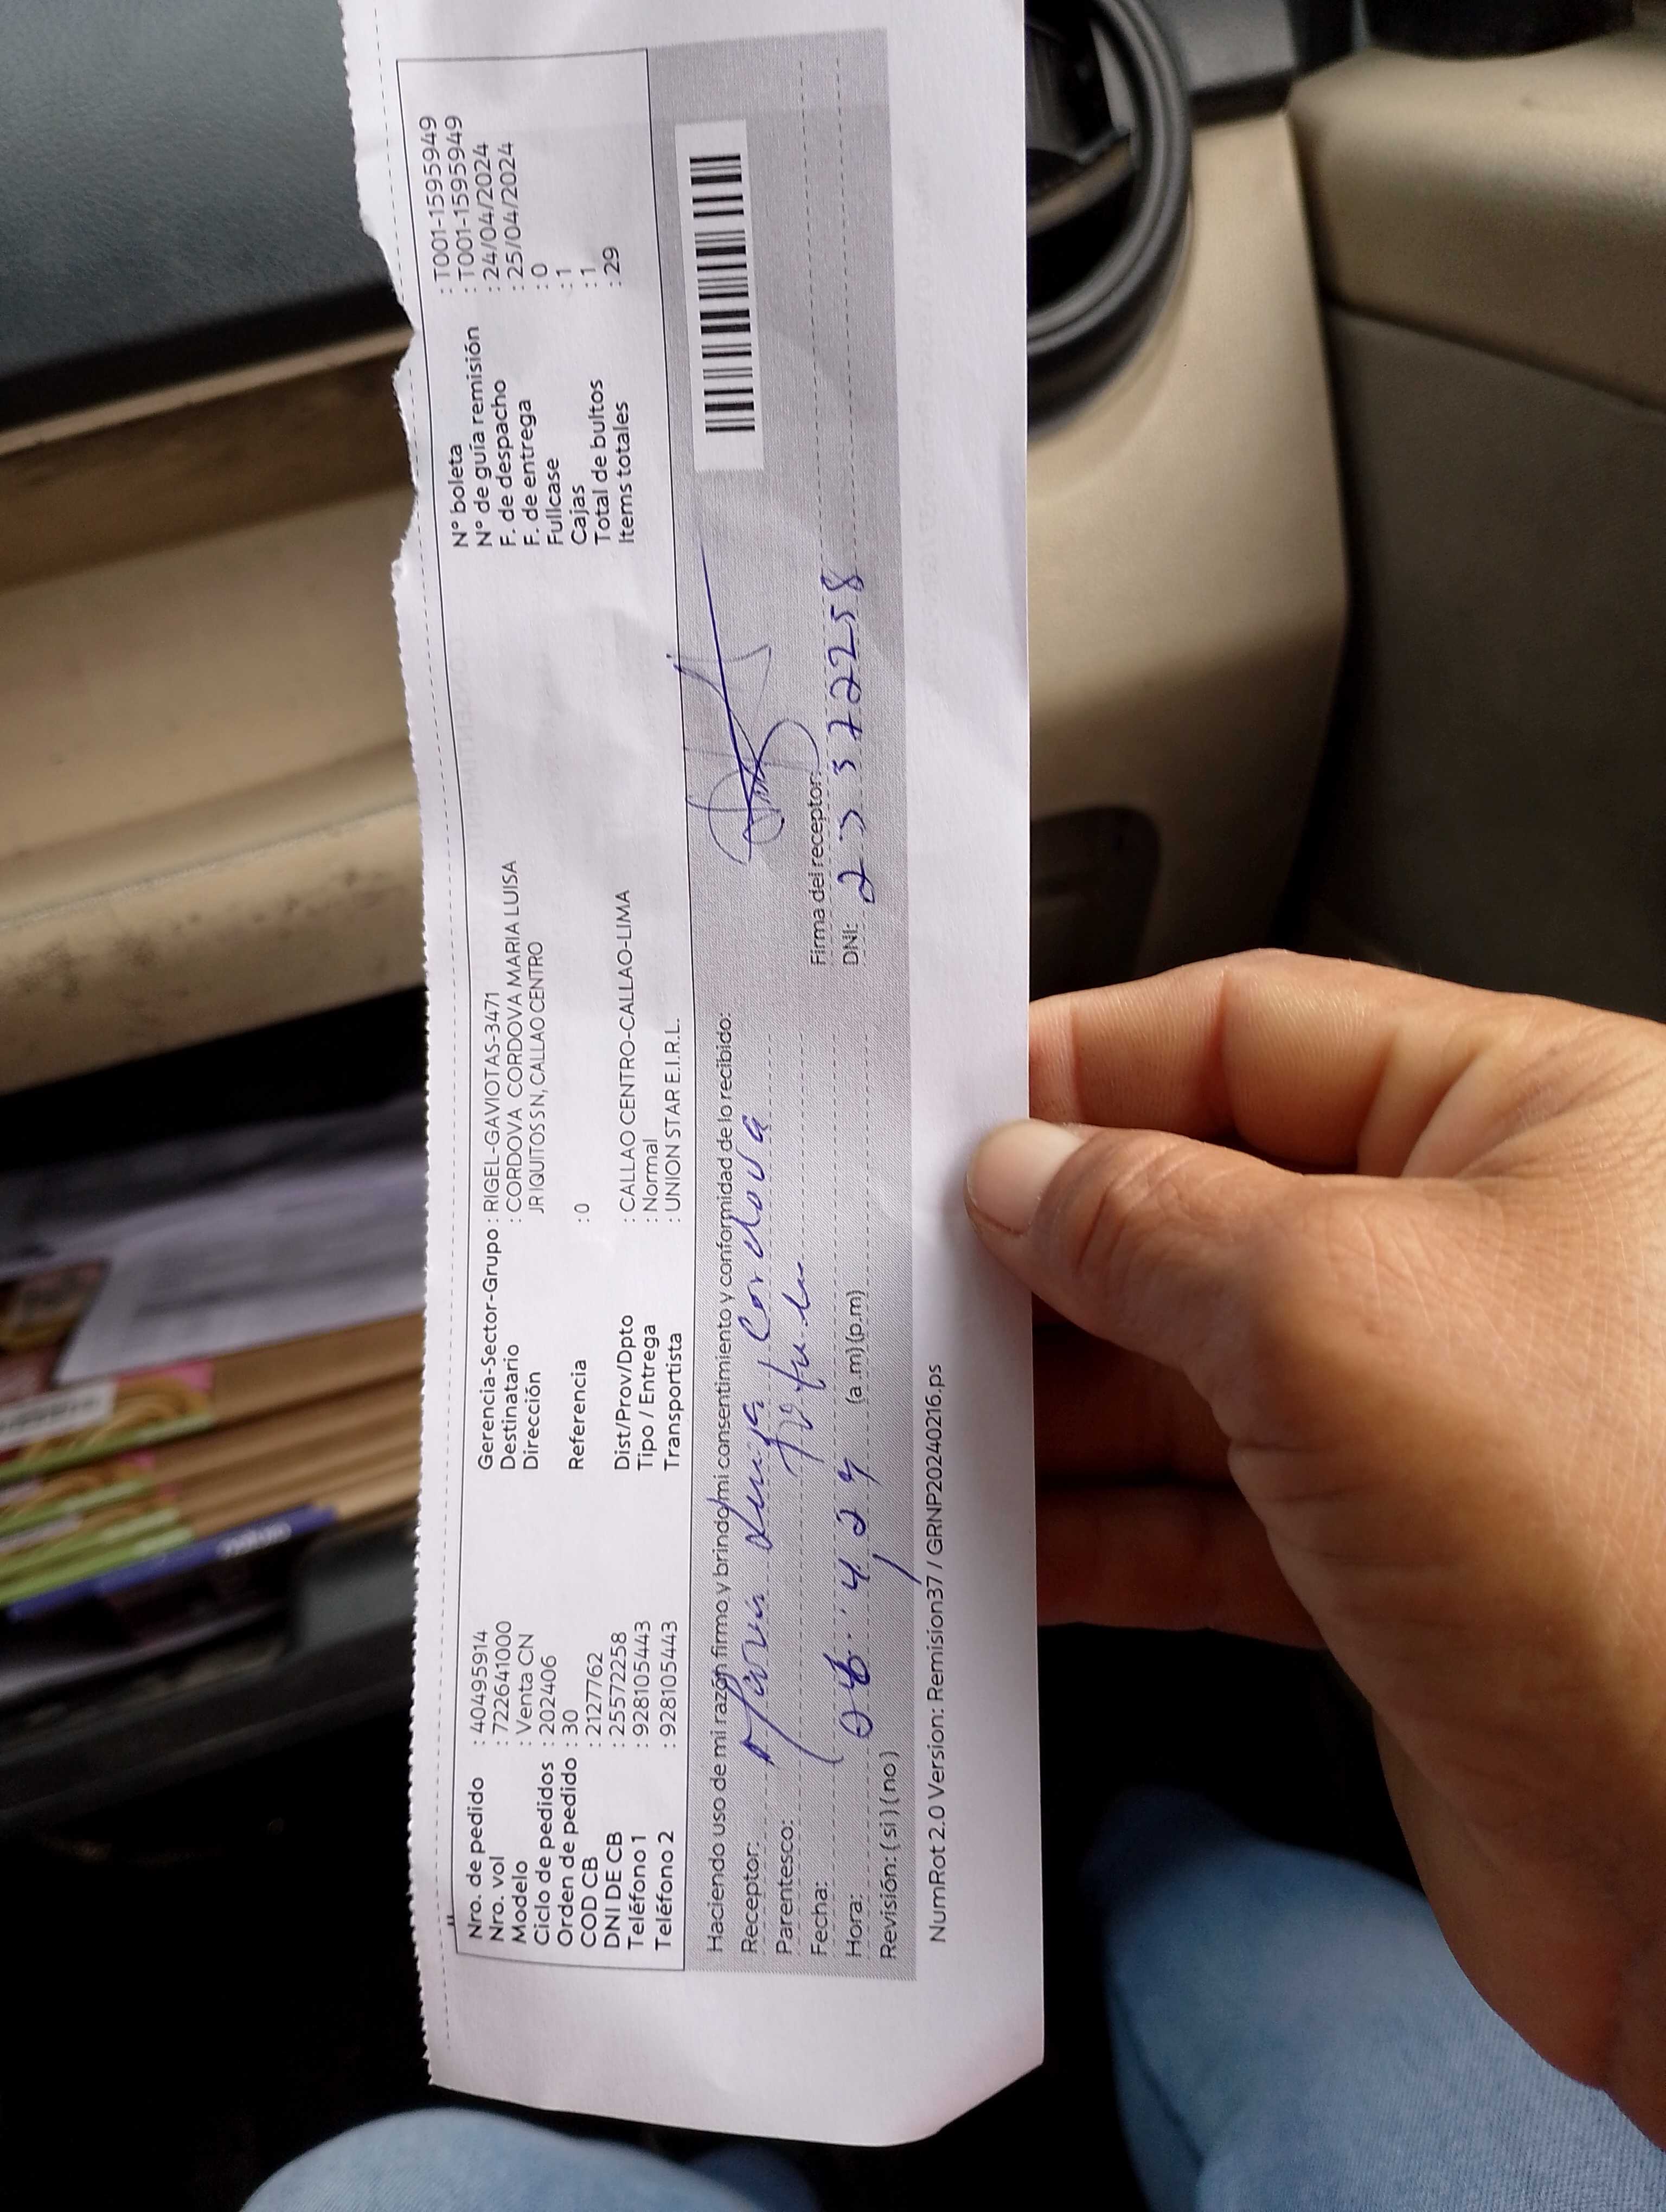 Nro. de pedido : 40495914
Nro. vol : 722641000
Modelo : Venta CN
Ciclo de pedidos : 202406
Orden de pedido : 30
COD CB : 2127762
DNI DE CB : 25572258
Teléfono 1 : 928105443
Teléfono 2 : 928105443
Gerencia-Sector-Grupo : RIGEL-GAVIOTAS-3471
Destinatario : CORDOVA CORDOVA MARIA LUISA
Dirección JR IQUITOS S N, CALLAO CENTRO
Referencia : 0
Dist/Prov/Dpto : CALLAO CENTRO-CALLAO-LIMA
Tipo / Entrega : Normal
Transportista : UNION STAR E.I.R.L.
N° boleta : T001-1595949
N° de guía remisión : T001-1595949
F. de despacho : 24/04/2024
F. de entrega : 25/04/2024
Fullcase : 0
Cajas : 1
Total de bultos : 1
Items totales : 29
Haciendo uso de mi razón firmo, y brindo mi consentimiento y conformidad de lo recibido:
Receptor: Cordova
Parentesco:
Fecha:
Hora: (a.m)(p.m)
Revisión: (si) (no)
Firma del receptor:
DNI:
NumRot 2.0 Version: Remision37 / GRNP20240216.ps